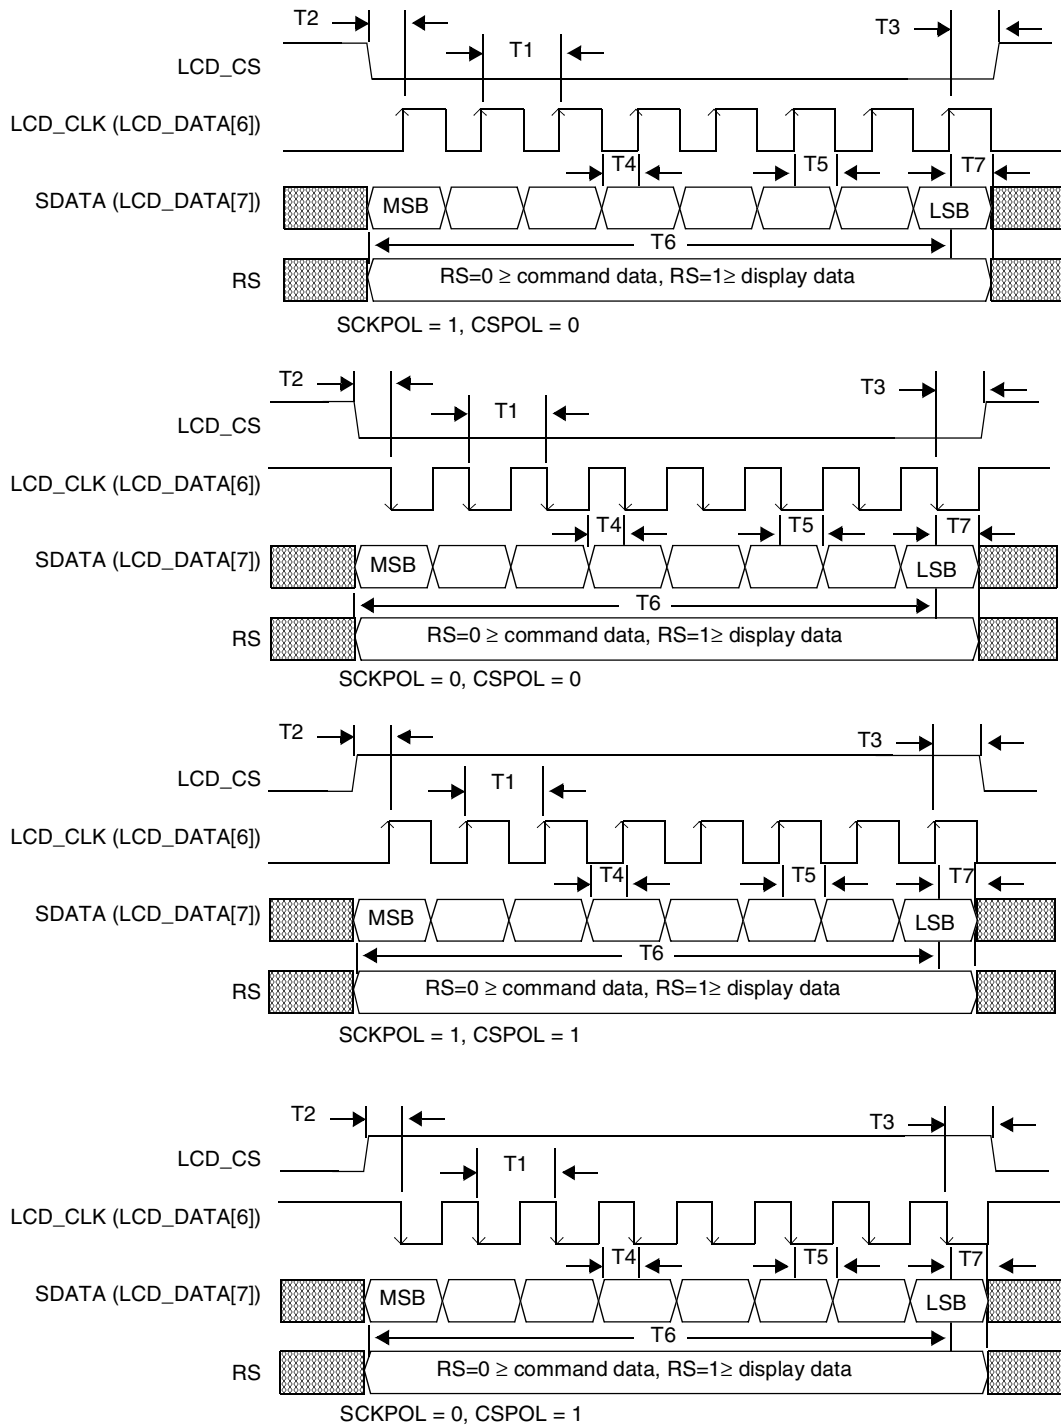 T2
T3
T1
LCD_CS
LCD_CLK (LCD_DATA[6])
T4
T5
T7
SDATA (LCD_DATA[7])
MSB
LSB
T6
RS
RS=0 ≥ command data, RS=1≥ display data
SCKPOL = 1, CSPOL = 0
T2
T3
T1
LCD_CS
LCD_CLK (LCD_DATA[6])
T4
T5
T7
SDATA (LCD_DATA[7])
MSB
LSB
T6
RS
RS=0 ≥ command data, RS=1≥ display data
SCKPOL = 0, CSPOL = 0
T2
T3
T1
LCD_CS
LCD_CLK (LCD_DATA[6])
T4
T5
T7
SDATA (LCD_DATA[7])
MSB
LSB
T6
RS
RS=0 ≥ command data, RS=1≥ display data
SCKPOL = 1, CSPOL = 1
T2
T3
T1
LCD_CS
LCD_CLK (LCD_DATA[6])
T4
T5
T7
SDATA (LCD_DATA[7])
MSB
LSB
T6
RS
RS=0 ≥ command data, RS=1≥ display data
SCKPOL = 0, CSPOL = 1